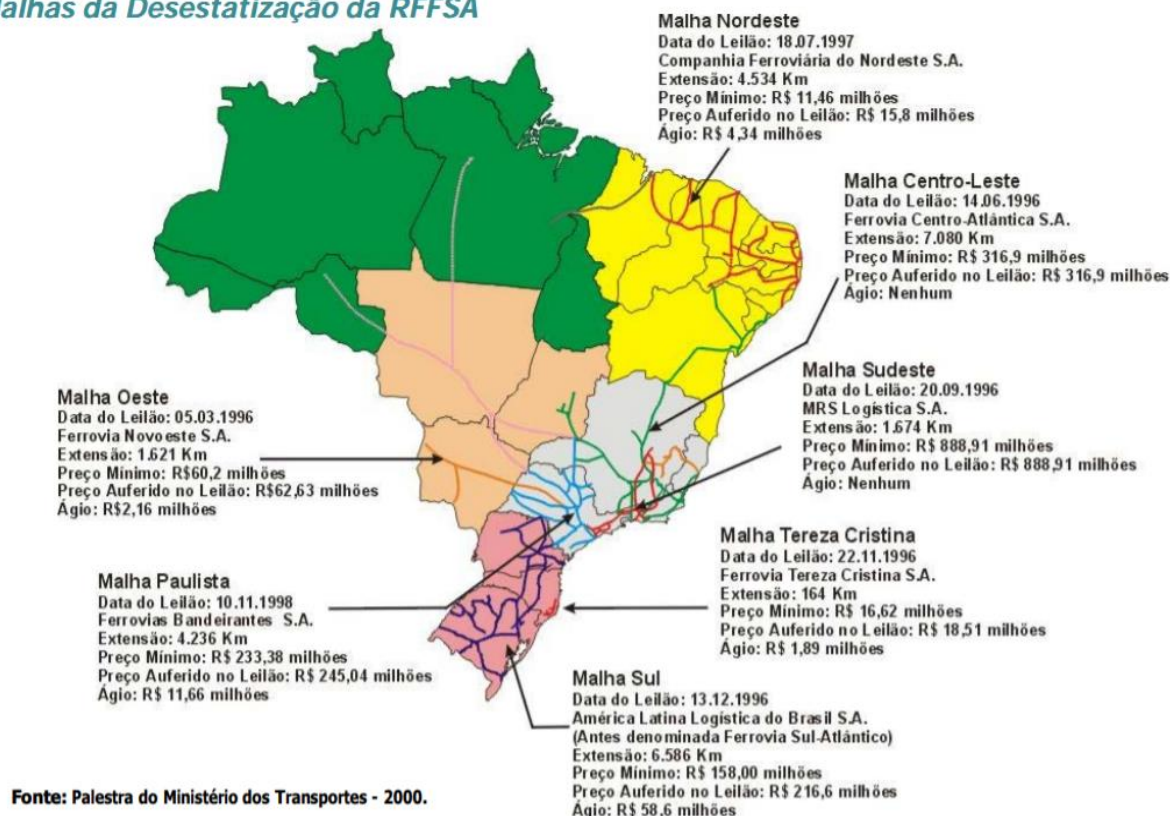 Malhas da Desestatização da RFFSA
Malha Nordeste
Data do Leilão: 18.07.1997
Companhia Ferroviária do Nordeste S.A.
Extensão: 4.534 Km
Preço Mínimo: R$ 11,46 milhões
Preço Auferido no Leilão: R$ 15,8 milhões
Ágio: R$ 4,34 milhões
Malha Centro-Leste
Data do Leilão: 14.06.1996
Ferrovia Centro-Atlântica S.A.
Extensão: 7.080 Km
Preço Mínimo: R$ 316,9 milhões
Preço Auferido no Leilão: R$ 316,9 milhões
Ágio: Nenhum
Malha Sudeste
Data do Leilão: 20.09.1996
MRS Logística S.A.
Extensão: 1.674 Km
Preço Mínimo: R$ 888,91 milhões
Preço Auferido no Leilão: R$ 888,91 milhões
Ágio: Nenhum
Malha Oeste
Data do Leilão: 05.03.1996
Ferrovia Novoeste S.A.
Extensão: 1.621 Km
Preço Mínimo: R$60,2 milhões
Preço Auferido no Leilão: R$62,63 milhões
Ágio: R$2,16 milhões
Malha Tereza Cristina
Data do Leilão: 22.11.1996
Ferrovia Tereza Cristina S.A.
Extensão: 164 Km
Preço Mínimo: R$ 16,62 milhões
Preço Auferido no Leilão: R$ 18,51 milhões
Ágio: R$ 1,89 milhões
Malha Paulista
Data do Leilão: 10.11.1998
Ferrovias Bandeirantes S.A.
Extensão: 4.236 Km
Preço Mínimo: R$ 233,38 milhões
Preço Auferido no Leilão: R$ 245,04 milhões
Ágio: R$ 11,66 milhões
Malha Sul
Data do Leilão: 13.12.1996
América Latina Logística do Brasil S.A.
(Antes denominada Ferrovia Sul-Atlântico)
Extensão: 6.586 Km
Preço Mínimo: R$ 158,00 milhões
Preço Auferido no Leilão: R$ 216,6 milhões
Ágio: R$ 58,6 milhões
Fonte: Palestra do Ministério dos Transportes - 2000.